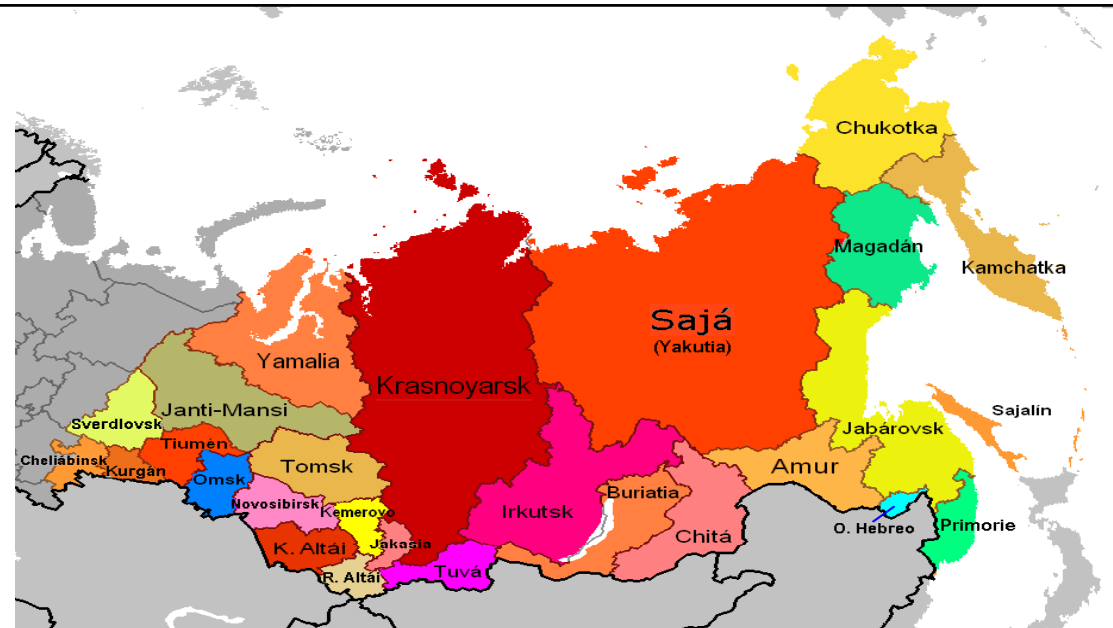 Chukotka
Magadán
Kamchatka
Sajá
(Yakutia)
Yamalia
Krasnoyarsk
Janti-Mansi
Sverdlovsk
Sajalín
Jabárovsk
Tiumén
Cheliábinsk
Kurgán
Omsk
Tomsk
Amur
Buriatia
Novosibirsk
Kemerovo
Irkutsk
O. Hebreo
Primorie
Chitá
K. Altái
Jakasia
Tuvá
R. Altái